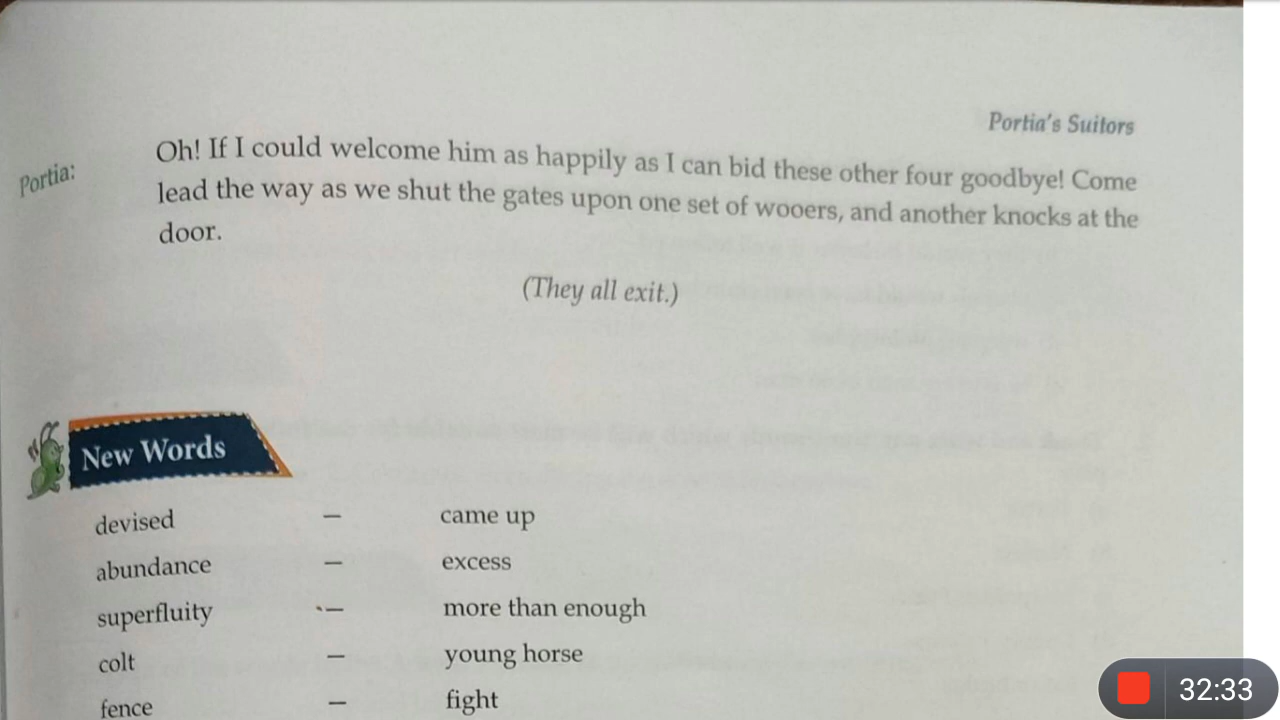 Portia's Suitors
Portia: Oh! If I could welcome him as happily as I can bid these other four goodbye! Come
lead the way as we shut the gates upon one set of wooers, and another knocks at the
door.
(They all exit.)
New Words
devised — came up
abundance — excess
superfluity — more than enough
colt — young horse
fence — fight
32:33